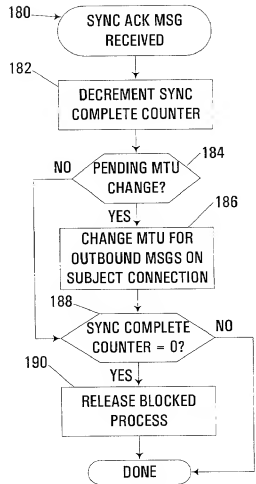 180
SYNC ACK MSG
RECEIVED
182
DECREMENT SYNC
COMPLETE COUNTER
184
NO
PENDING MTU
CHANGE?
YES
186
CHANGE MTU FOR
OUTBOUND MSGS ON
SUBJECT CONNECTION
188
SYNC COMPLETE
COUNTER = 0?
NO
YES
190
RELEASE BLOCKED
PROCESS
DONE